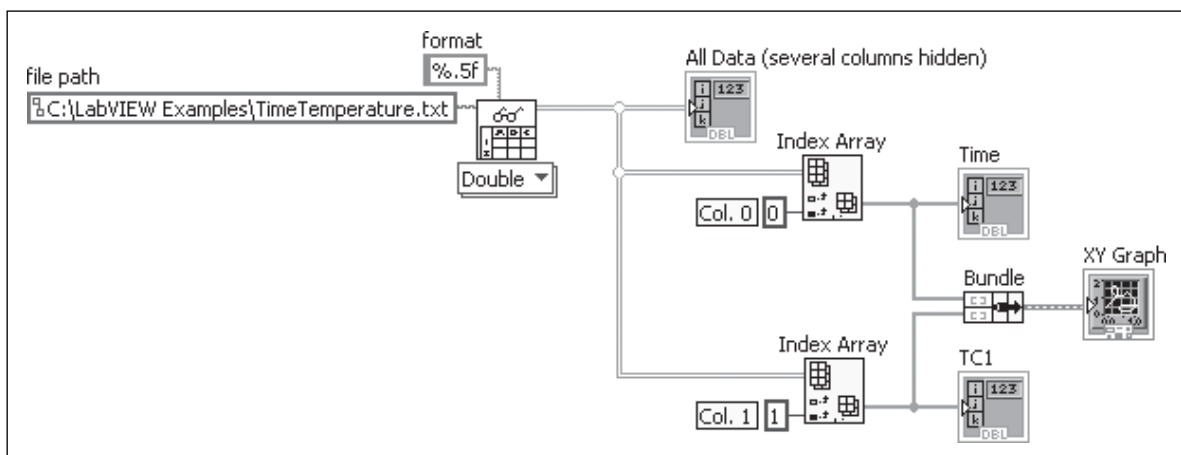 format
%.5f
file path
C:\LabVIEW Examples\TimeTemperature.txt
Double
All Data (several columns hidden)
i
j
k
123
DBL
Index Array
Col. 0
0
Time
i
j
k
123
DBL
Bundle
XY Graph
Index Array
Col. 1
1
TC1
i
j
k
123
DBL